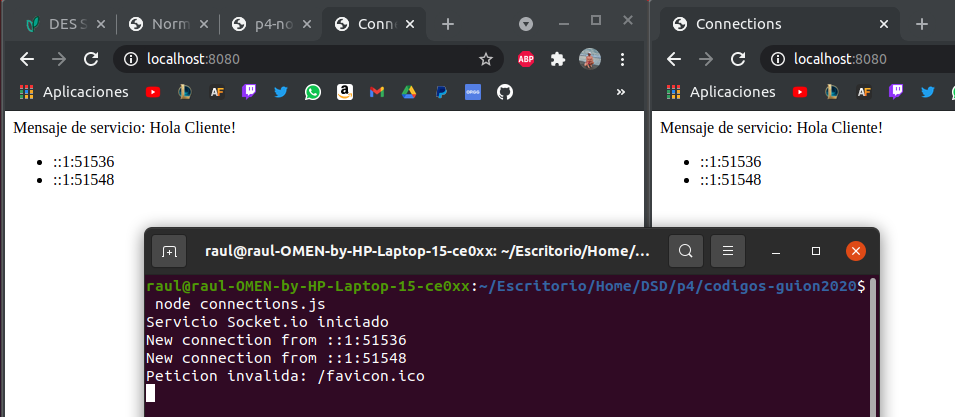 DES S
Norm
p4-no
Conn
localhost:8080
ABP
Aplicaciones
AF
»
Mensaje de servicio: Hola Cliente!
::1:51536
::1:51548
Connections
localhost:8080
Aplicaciones
AF
Mensaje de servicio: Hola Cliente!
::1:51536
::1:51548
raul@raul-OMEN-by-HP-Laptop-15-ce0xx: ~/Escritorio/Home/...
raul@raul-OMEN-by-HP-Laptop-15-ce0xx:~/Escritorio/Home/DSD/p4/codigos-guion2020$
node connections.js
Servicio Socket.io iniciado
New connection from ::1:51536
New connection from ::1:51548
Peticion invalida: /favicon.ico